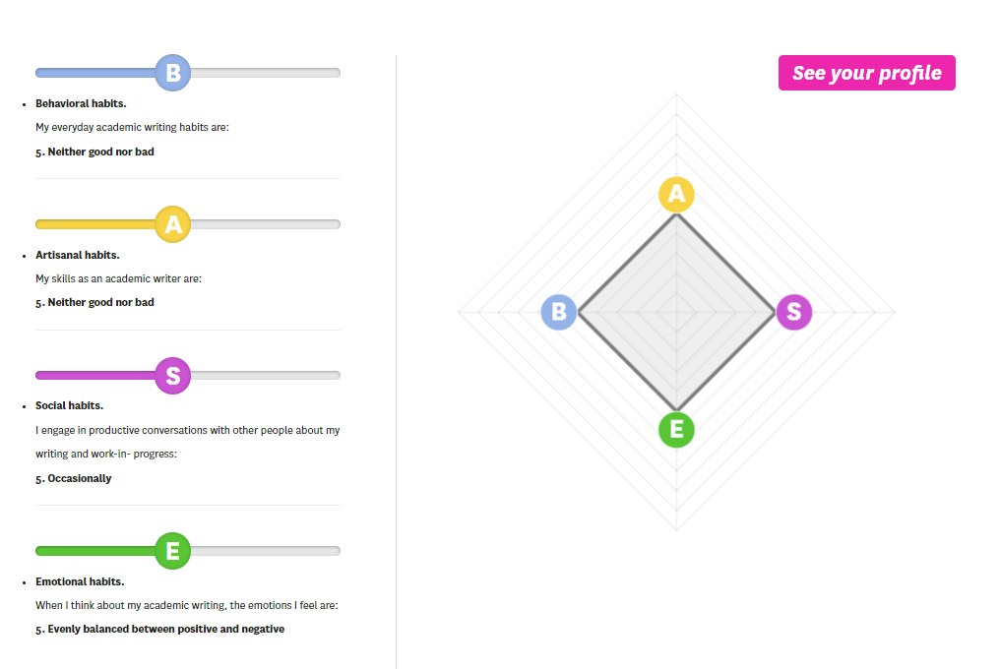 B
Behavioral habits.
My everyday academic writing habits are:
5. Neither good nor bad
A
Artisanal habits.
My skills as an academic writer are:
5. Neither good nor bad
S
Social habits.
I engage in productive conversations with other people about my
writing and work-in- progress:
5. Occasionally
E
Emotional habits.
When I think about my academic writing, the emotions I feel are:
5. Evenly balanced between positive and negative
See your profile
A
B
S
E